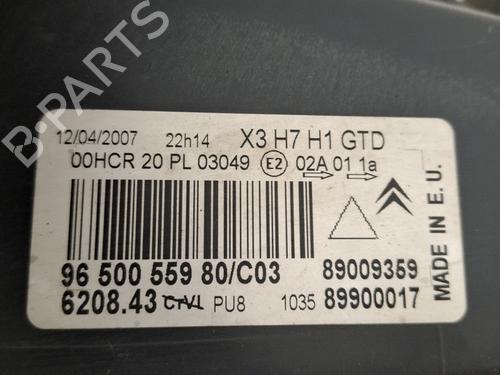 B-PARTS
12/04/2007 22h14 X3 H7 H1 GTD
00HCR 20 PL 03049 E2 02A 01 1a
MADE IN E. U.
96 500 559 80/C03 89009359
6208.43 CTVL PU8 1035 89900017